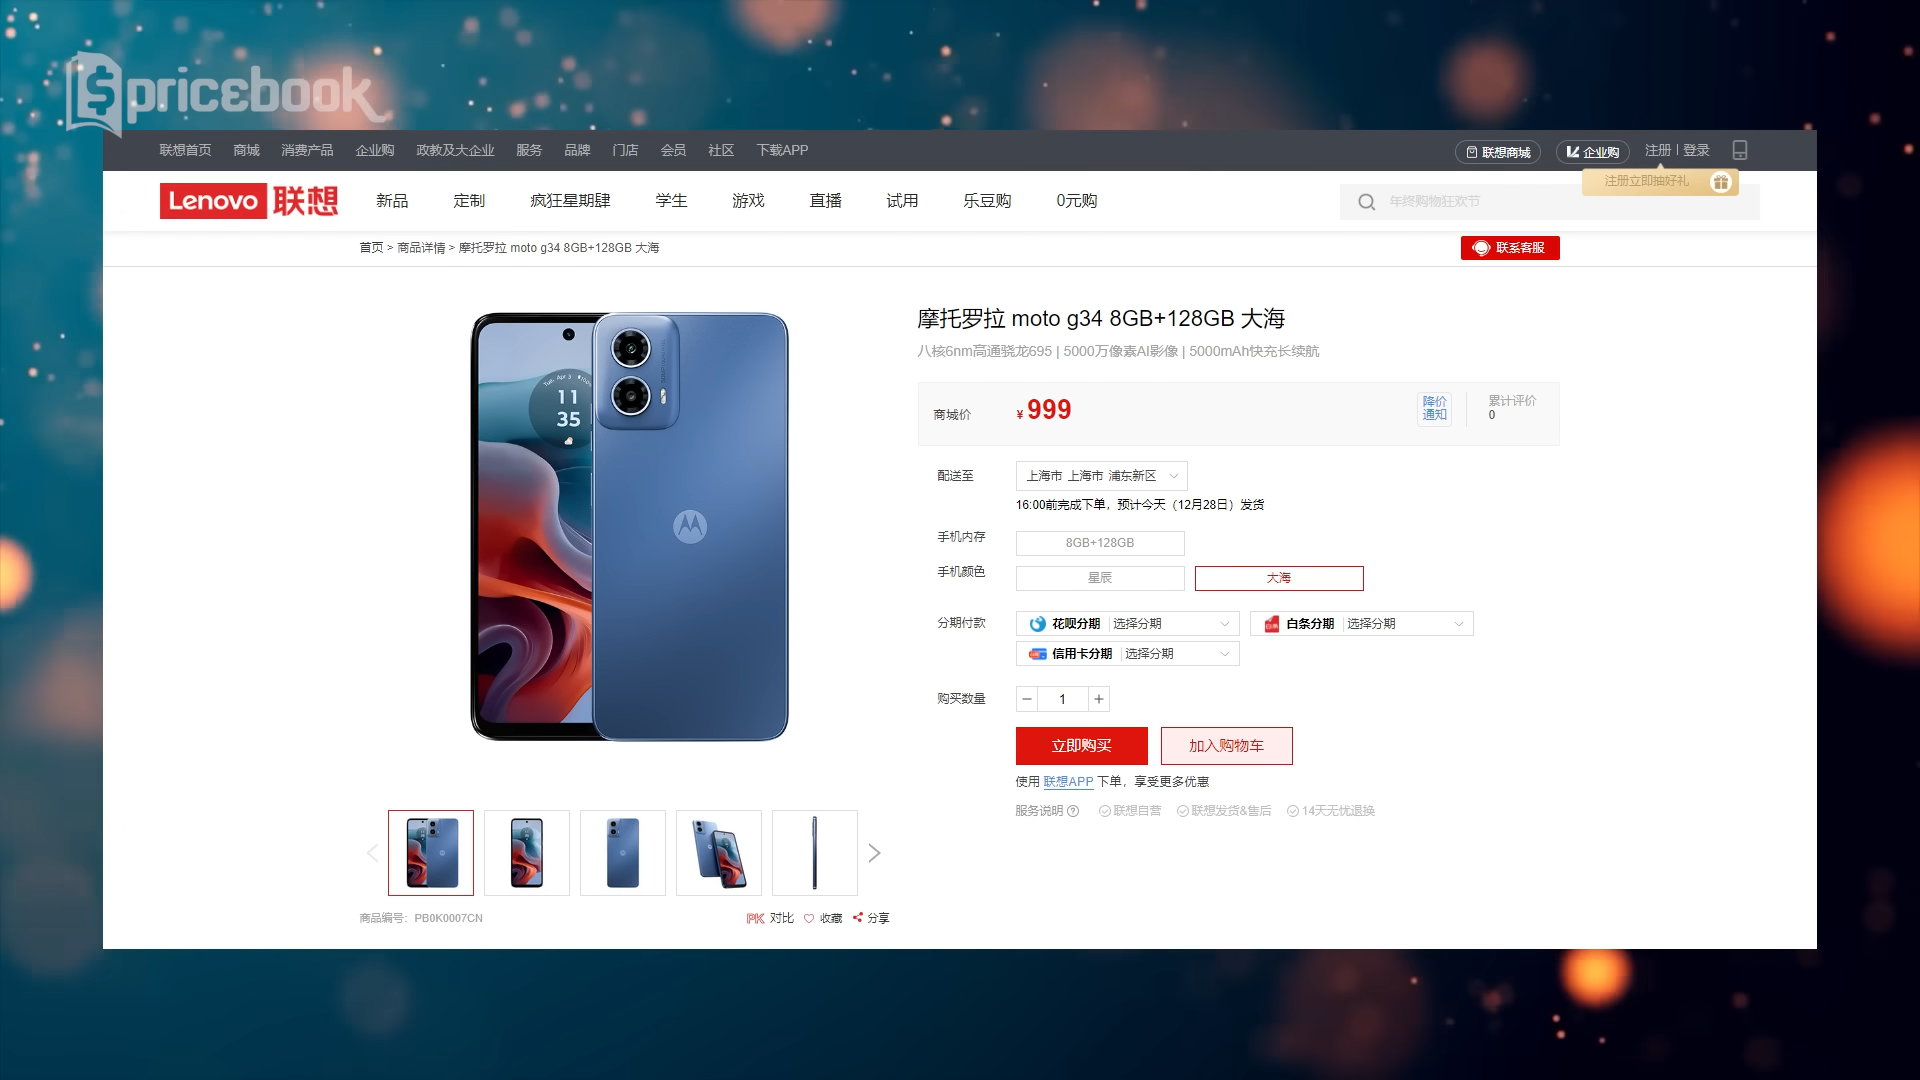 pricebook
联想首页 商城 消费产品 企业购 政教及大企业 服务 品牌 门店 会员 社区 下载APP
联想商城 企业购 注册 | 登录
注册立即抽好礼
Lenovo 联想 新品 定制 疯狂星期肆 学生 游戏 直播 试用 乐豆购 0元购
年终购物狂欢节
首页 > 商品详情 > 摩托罗拉 moto g34 8GB+128GB 大海
联系客服
摩托罗拉 moto g34 8GB+128GB 大海
八核6nm高通骁龙695 | 5000万像素AI影像 | 5000mAh快充长续航
商城价 ¥ 999
降价
通知
累计评价
0
11
35
配送至 上海市 上海市 浦东新区
16:00前完成下单，预计今天（12月28日）发货
手机内存 8GB+128GB
手机颜色 星辰 大海
分期付款 花呗分期 选择分期 白条分期 选择分期
信用卡分期 选择分期
购买数量 − 1 +
立即购买 加入购物车
使用 联想APP 下单，享受更多优惠
服务说明 联想自营 联想发货&售后 14天无忧退换
商品编号: PB0K0007CN
PK 对比 收藏 分享